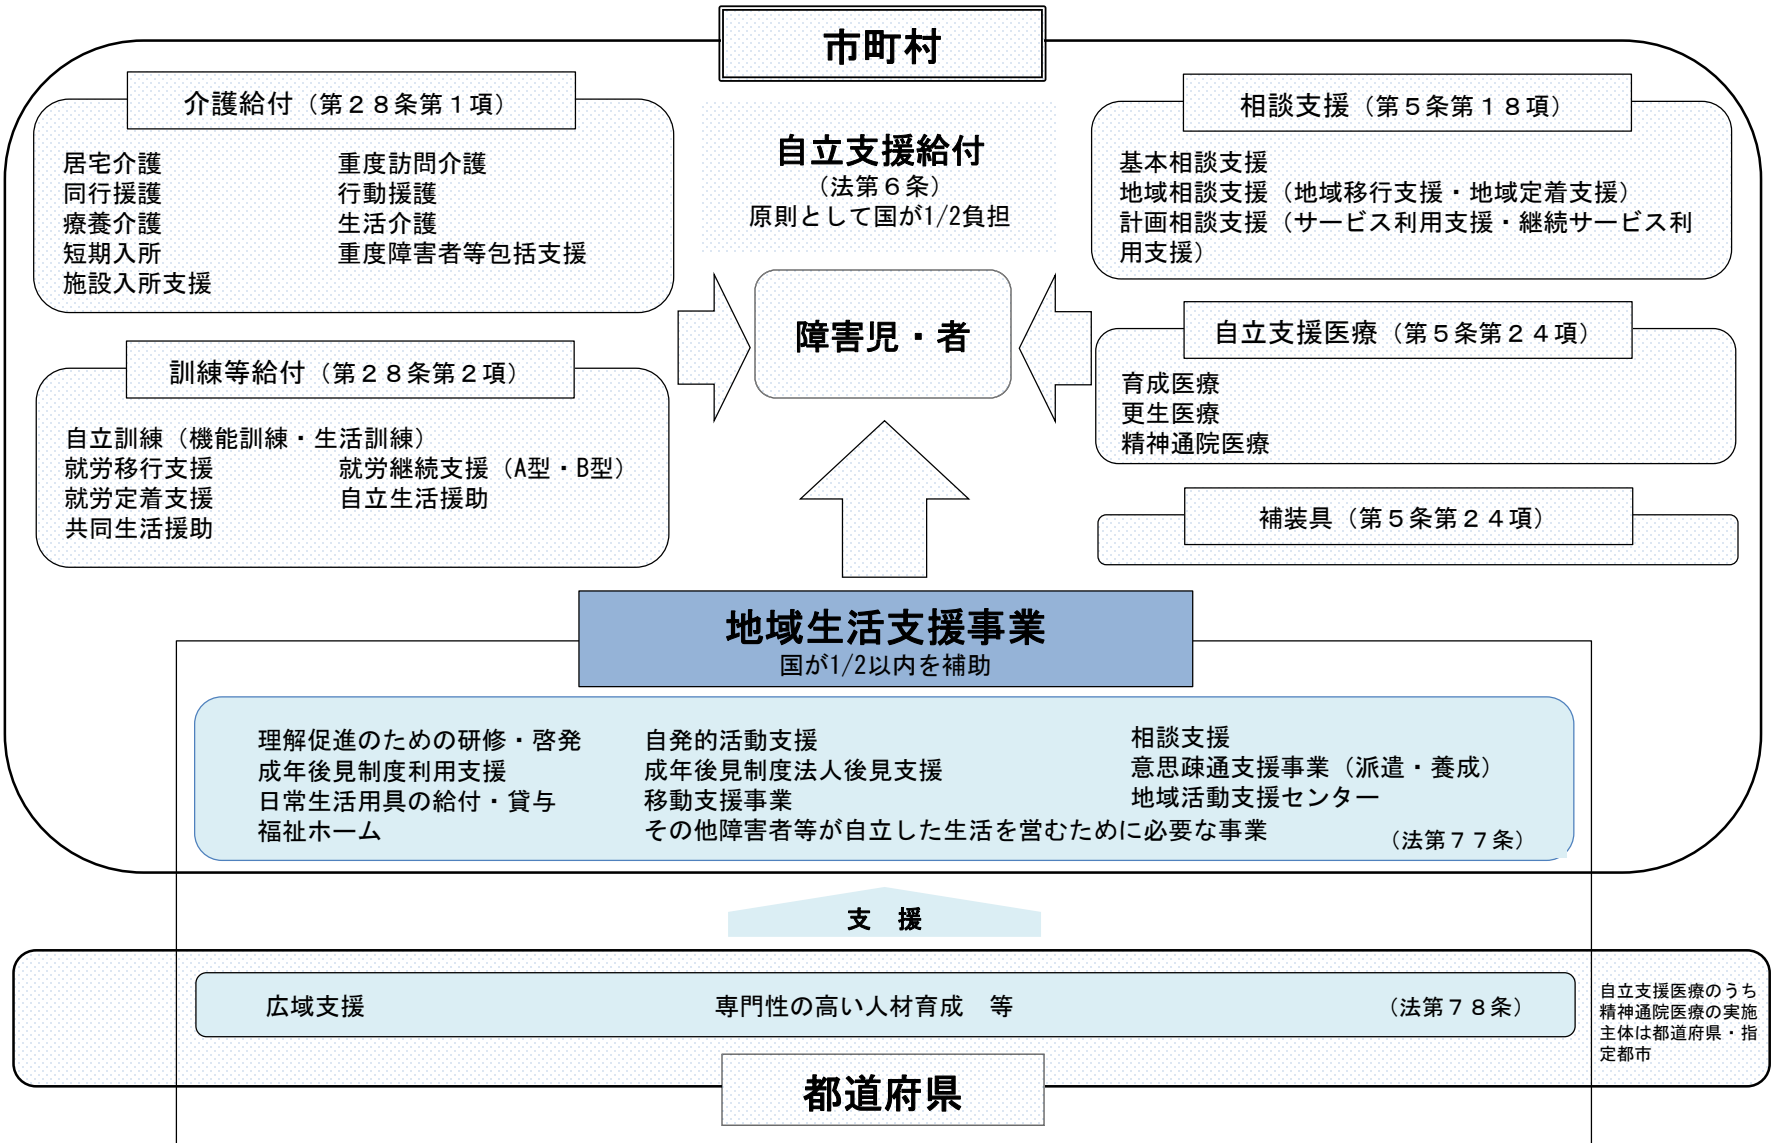 市町村
介護給付（第２８条第１項）
居宅介護　重度訪問介護
同行援護　行動援護
療養介護　生活介護
短期入所　重度障害者等包括支援
施設入所支援
訓練等給付（第２８条第２項）
自立訓練（機能訓練・生活訓練）
就労移行支援　就労継続支援（A型・B型）
就労定着支援　自立生活援助
共同生活援助
自立支援給付
（法第６条）
原則として国が1/2負担
障害児・者
相談支援（第５条第１８項）
基本相談支援
地域相談支援（地域移行支援・地域定着支援）
計画相談支援（サービス利用支援・継続サービス利
用支援）
自立支援医療（第５条第２４項）
育成医療
更生医療
精神通院医療
補装具（第５条第２４項）
地域生活支援事業
国が1/2以内を補助
理解促進のための研修・啓発　自発的活動支援　相談支援
成年後見制度利用支援　成年後見制度法人後見支援　意思疎通支援事業（派遣・養成）
日常生活用具の給付・貸与　移動支援事業　地域活動支援センター
福祉ホーム　その他障害者等が自立した生活を営むために必要な事業
（法第７７条）
支　援
広域支援　専門性の高い人材育成　等　（法第７８条）
自立支援医療のうち
精神通院医療の実施
主体は都道府県・指
定都市
都道府県